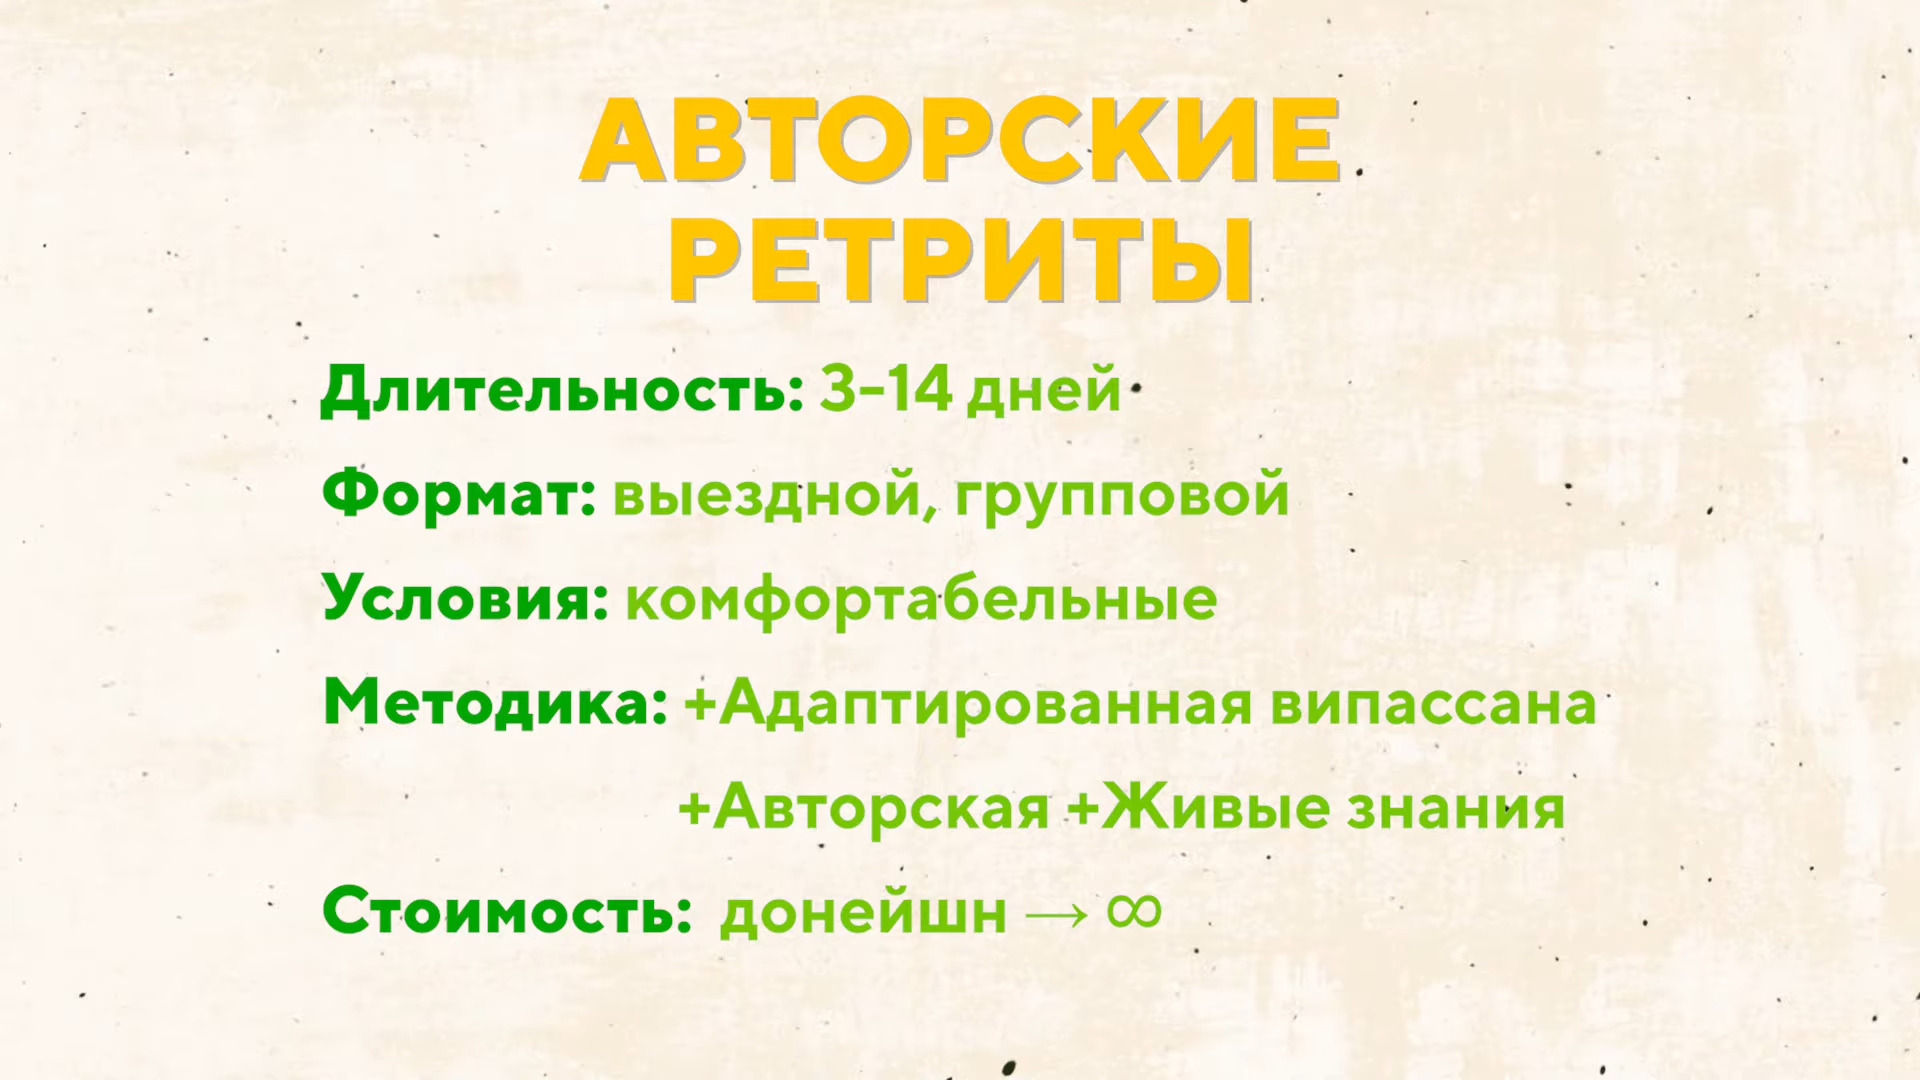 АВТОРСКИЕ
РЕТРИТЫ
Длительность: 3-14 дней
Формат: выездной, групповой
Условия: комфортабельные
Методика: +Адаптированная випассана
+Авторская +Живые знания
Стоимость: донейшн → ∞